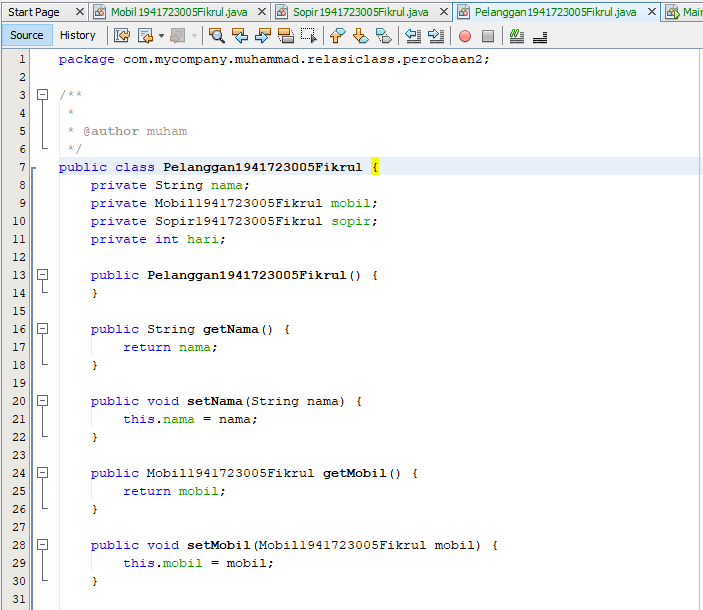 Start Page Mobil1941723005Fikrul.java Sopir1941723005Fikrul.java Pelanggan1941723005Fikrul.java Main
Source History
1 package com.mycompany.muhammad.relasiclass.percobaan2;
2
3 /**
4 *
5 * @author muham
6 */
7 public class Pelanggan1941723005Fikrul {
8 private String nama;
9 private Mobil1941723005Fikrul mobil;
10 private Sopir1941723005Fikrul sopir;
11 private int hari;
12
13 public Pelanggan1941723005Fikrul() {
14 }
15
16 public String getNama() {
17 return nama;
18 }
19
20 public void setNama(String nama) {
21 this.nama = nama;
22 }
23
24 public Mobil1941723005Fikrul getMobil() {
25 return mobil;
26 }
27
28 public void setMobil(Mobil1941723005Fikrul mobil) {
29 this.mobil = mobil;
30 }
31